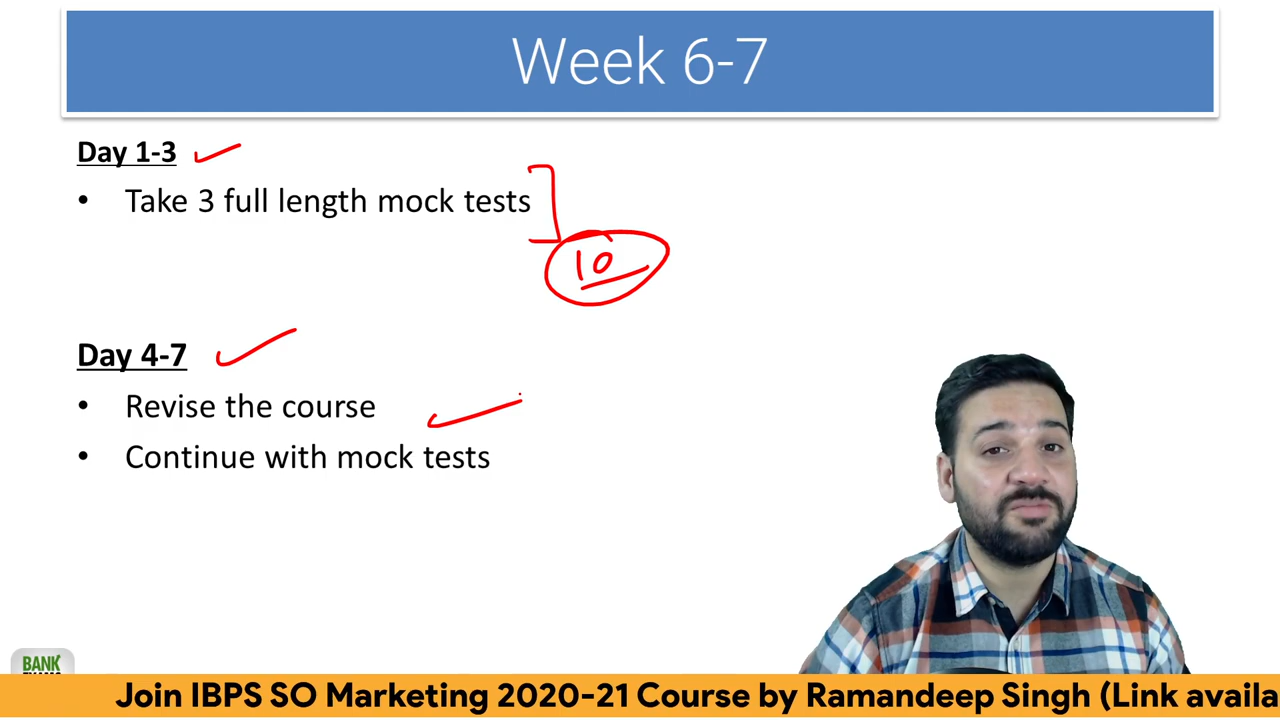 Week 6-7
Day 1-3
• Take 3 full length mock tests
10
Day 4-7
• Revise the course
• Continue with mock tests
BANK
Join IBPS SO Marketing 2020-21 Course by Ramandeep Singh (Link availa